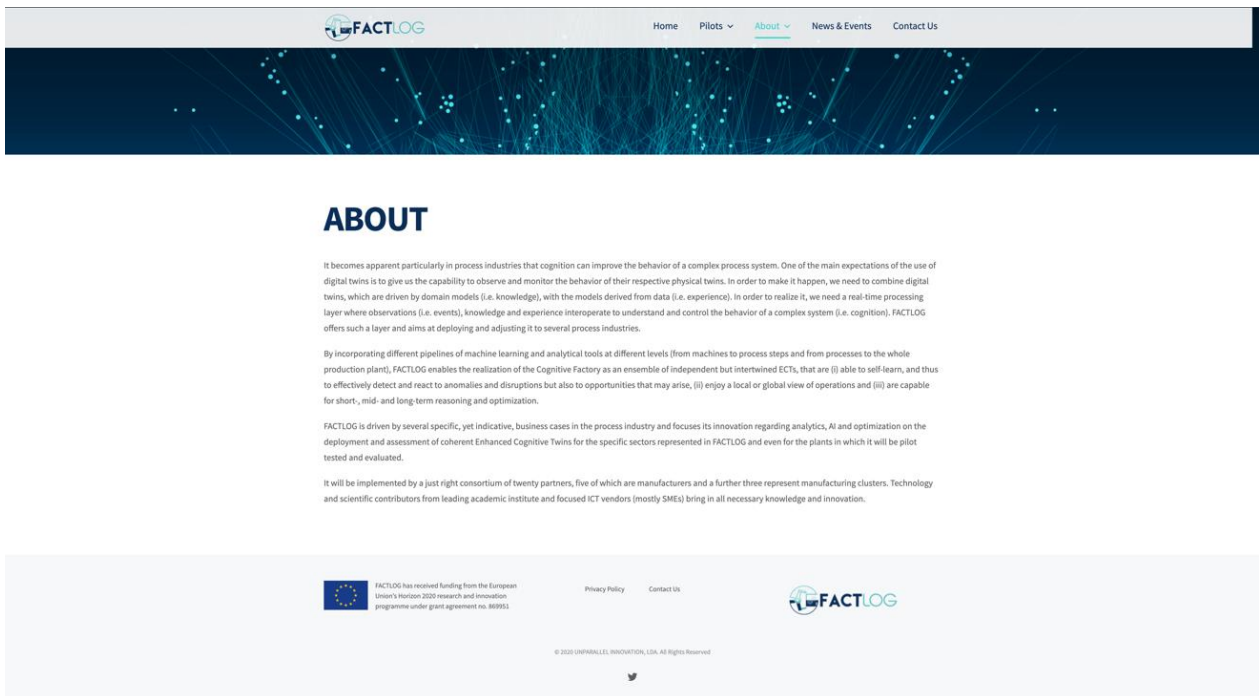 FACTLOG
Home Pilots About News & Events Contact Us
ABOUT
It becomes apparent particularly in process industries that cognition can improve the behavior of a complex process system. One of the main expectations of the use of
digital twins is to give us the capability to observe and monitor the behavior of their respective physical twins. In order to make it happen, we need to combine digital
twins, which are driven by domain models (i.e. knowledge), with the models derived from data (i.e. experience). In order to realize it, we need a real-time processing
layer where observations (i.e. events), knowledge and experience interoperate to understand and control the behavior of a complex system (i.e. cognition). FACTLOG
offers such a layer and aims at deploying and adjusting it to several process industries.
By incorporating different pipelines of machine learning and analytical tools at different levels (from machines to process steps and from processes to the whole
production plant), FACTLOG enables the realization of the Cognitive Factory as an ensemble of independent but intertwined ECTs, that are (i) able to self-learn, and thus
to effectively detect and react to anomalies and disruptions but also to opportunities that may arise, (ii) enjoy a local or global view of operations and (iii) are capable
for short-, mid- and long-term reasoning and optimization.
FACTLOG is driven by several specific, yet indicative, business cases in the process industry and focuses its innovation regarding analytics, AI and optimization on the
deployment and assessment of coherent Enhanced Cognitive Twins for the specific sectors represented in FACTLOG and even for the plants in which it will be pilot
tested and evaluated.
It will be implemented by a just right consortium of twenty partners, five of which are manufacturers and a further three represent manufacturing clusters. Technology
and scientific contributors from leading academic institute and focused ICT vendors (mostly SMEs) bring in all necessary knowledge and innovation.
FACTLOG has received funding from the European
Union's Horizon 2020 research and innovation
programme under grant agreement no. 869951
Privacy Policy Contact Us
FACTLOG
© 2020 UNPARALLEL INNOVATION, LDA. All Rights Reserved